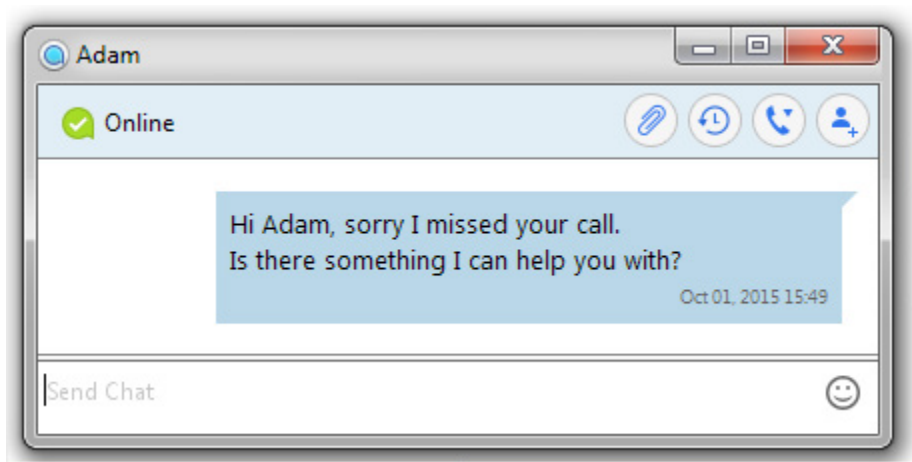 Adam
Online
Hi Adam, sorry I missed your call.
Is there something I can help you with?
Oct 01, 2015 15:49
Send Chat